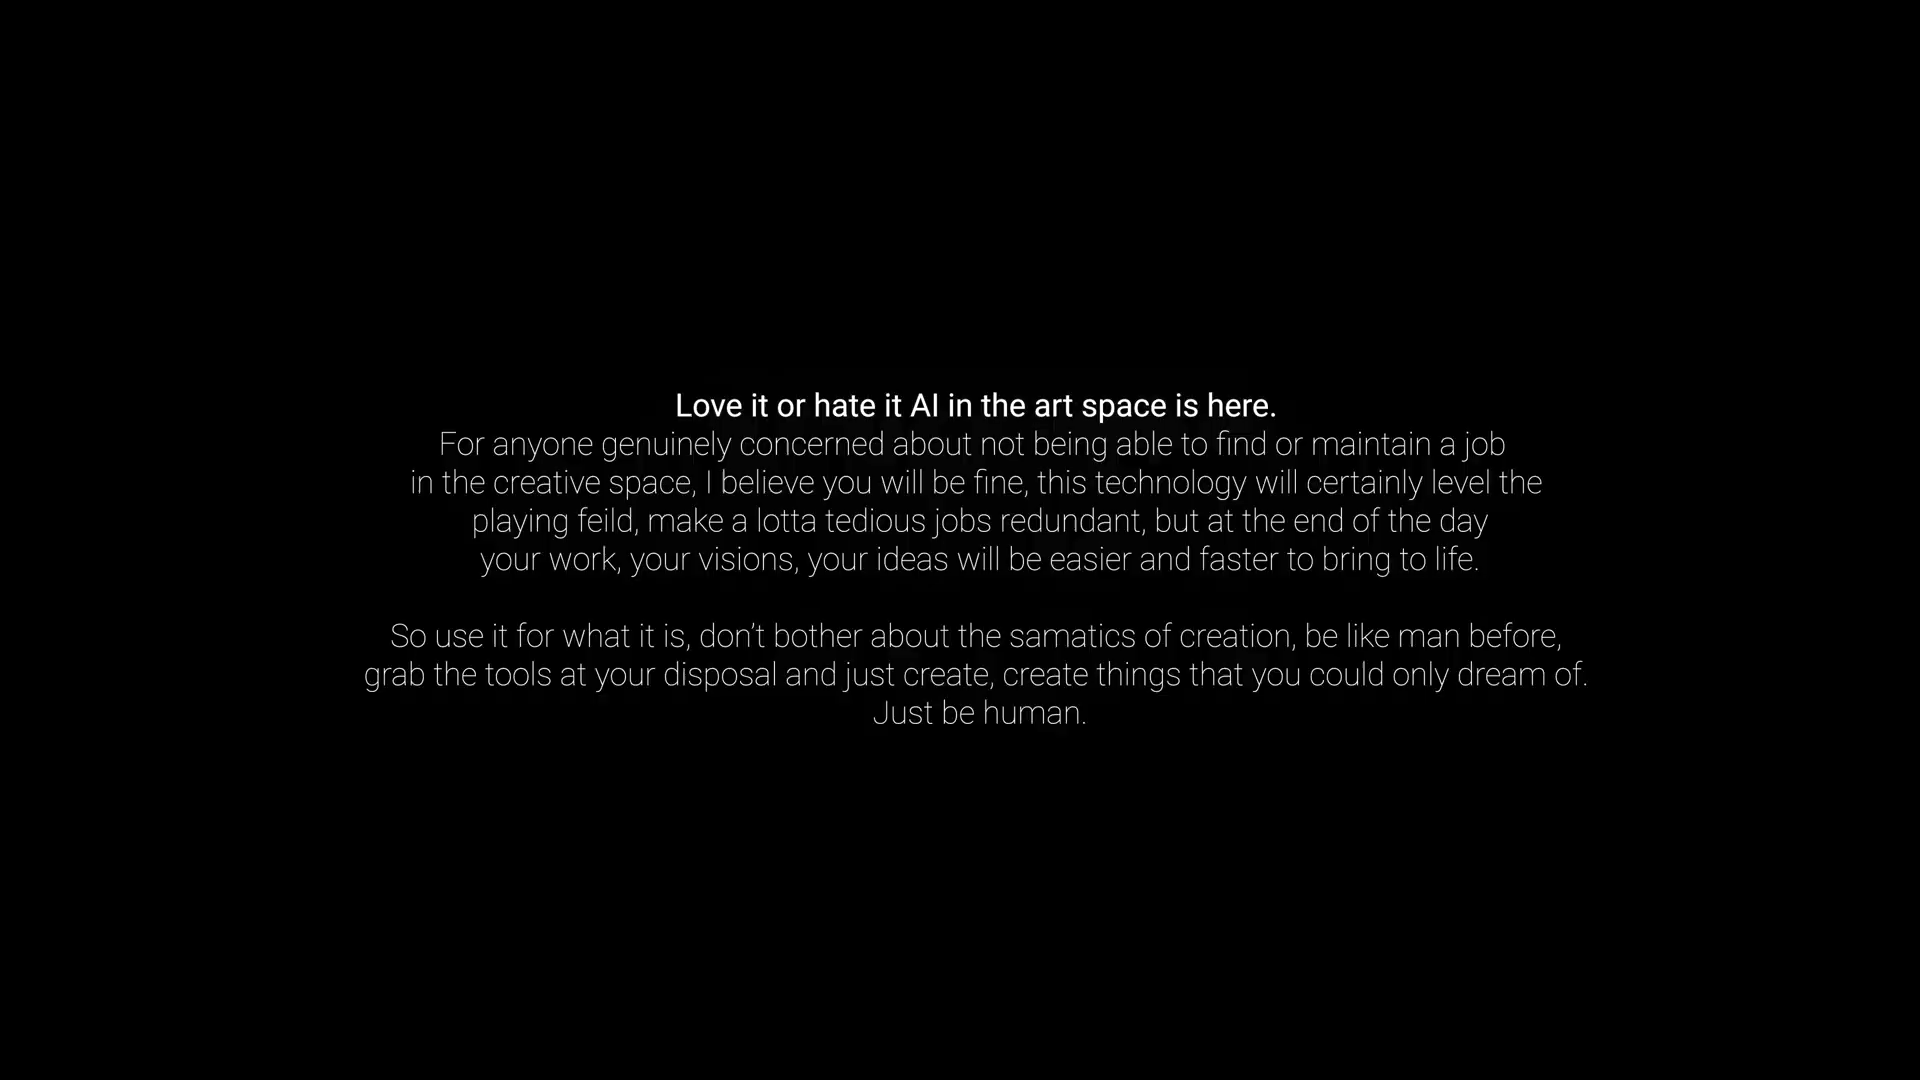 Love it or hate it AI in the art space is here.
For anyone genuinely concerned about not being able to find or maintain a job
in the creative space, I believe you will be fine, this technology will certainly level the
playing feild, make a lotta tedious jobs redundant, but at the end of the day
your work, your visions, your ideas will be easier and faster to bring to life.
So use it for what it is, don’t bother about the samatics of creation, be like man before,
grab the tools at your disposal and just create, create things that you could only dream of.
Just be human.